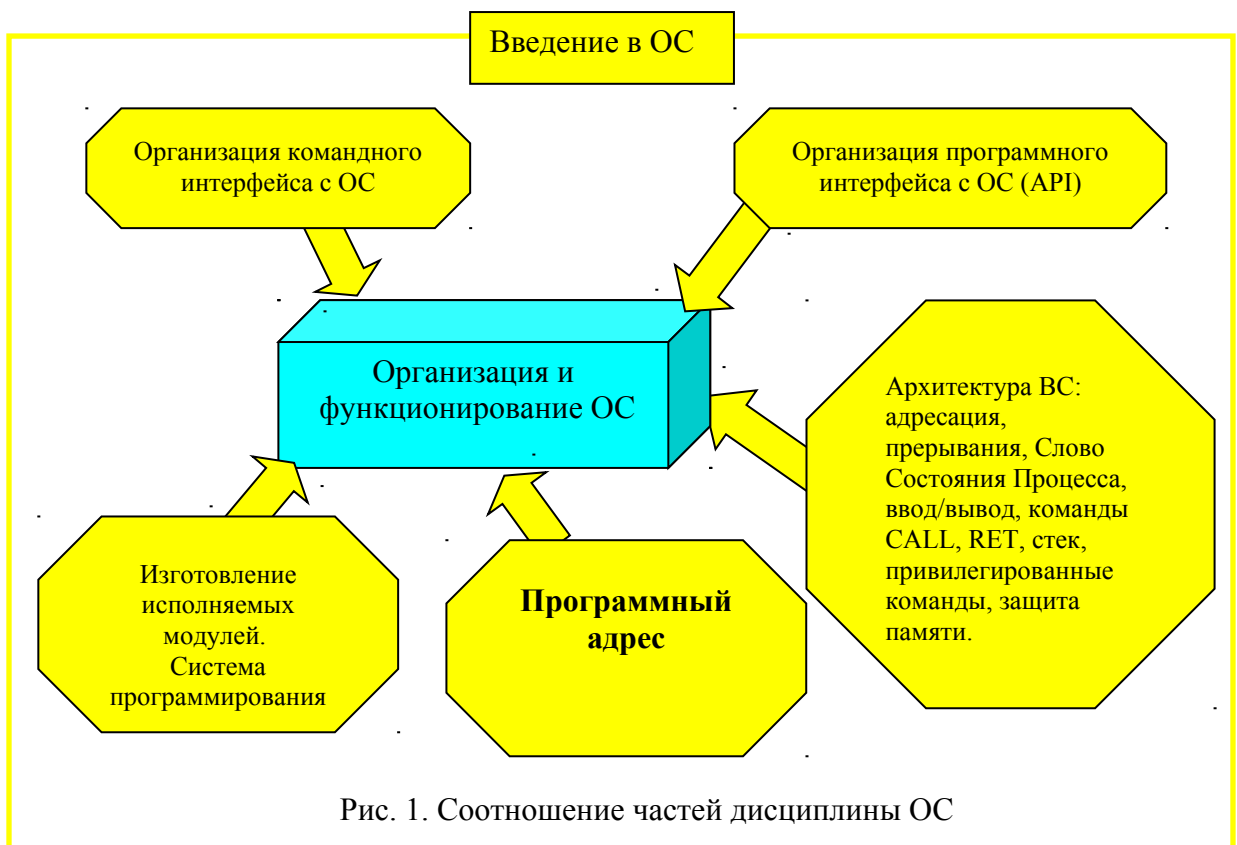 Введение в ОС
Организация командного
интерфейса с ОС
Организация программного
интерфейса с ОС (API)
Организация и
функционирование ОС
Архитектура ВС:
адресация,
прерывания, Слово
Состояния Процесса,
ввод/вывод, команды
CALL, RET, стек,
привилегированные
команды, защита
памяти.
Изготовление
исполняемых
модулей.
Система
программирования
Программный
адрес
Рис. 1. Соотношение частей дисциплины ОС